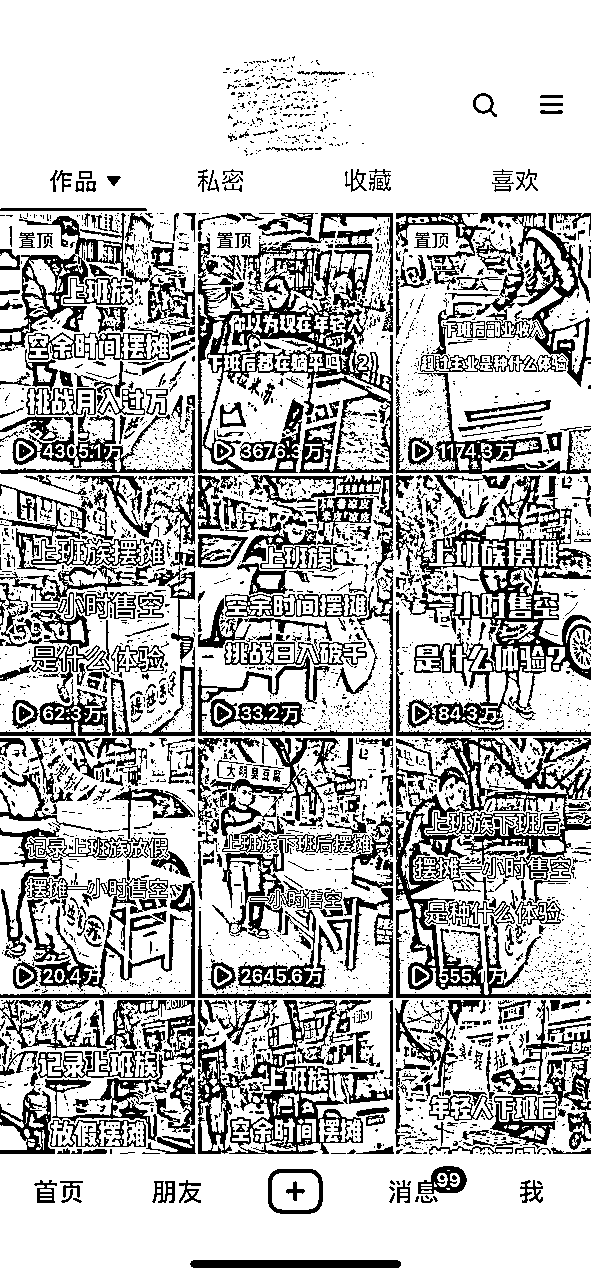 作品
私密
收藏
喜欢
置顶
上班族
空余时间摆摊
挑战月入过万
4305.1万
置顶
你以为现在年轻人
下班后都在躺平吗（2）
3676.3万
置顶
下班后副业收入
超过主业是种什么体验
1174.3万
上班族摆摊
一小时售空
是什么体验
62.3万
上班族
空余时间摆摊
挑战日入破千
33.2万
上班族摆摊
一小时售空
是什么体验?
84.3万
记录上班族放假
摆摊一小时售空
20.4万
大明臭豆腐
上班族下班后摆摊
一小时售空
2645.6万
上班族下班后
摆摊一小时售空
是种什么体验
555.1万
记录上班族
放假摆摊
上班族
空余时间摆摊
年轻人下班后
首页
朋友
消息
99
我